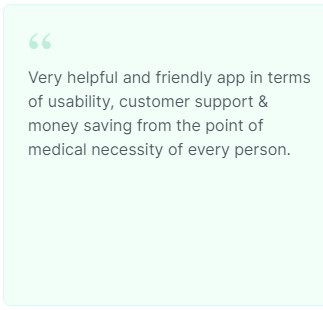 “
Very helpful and friendly app in terms
of usability, customer support &
money saving from the point of
medical necessity of every person.